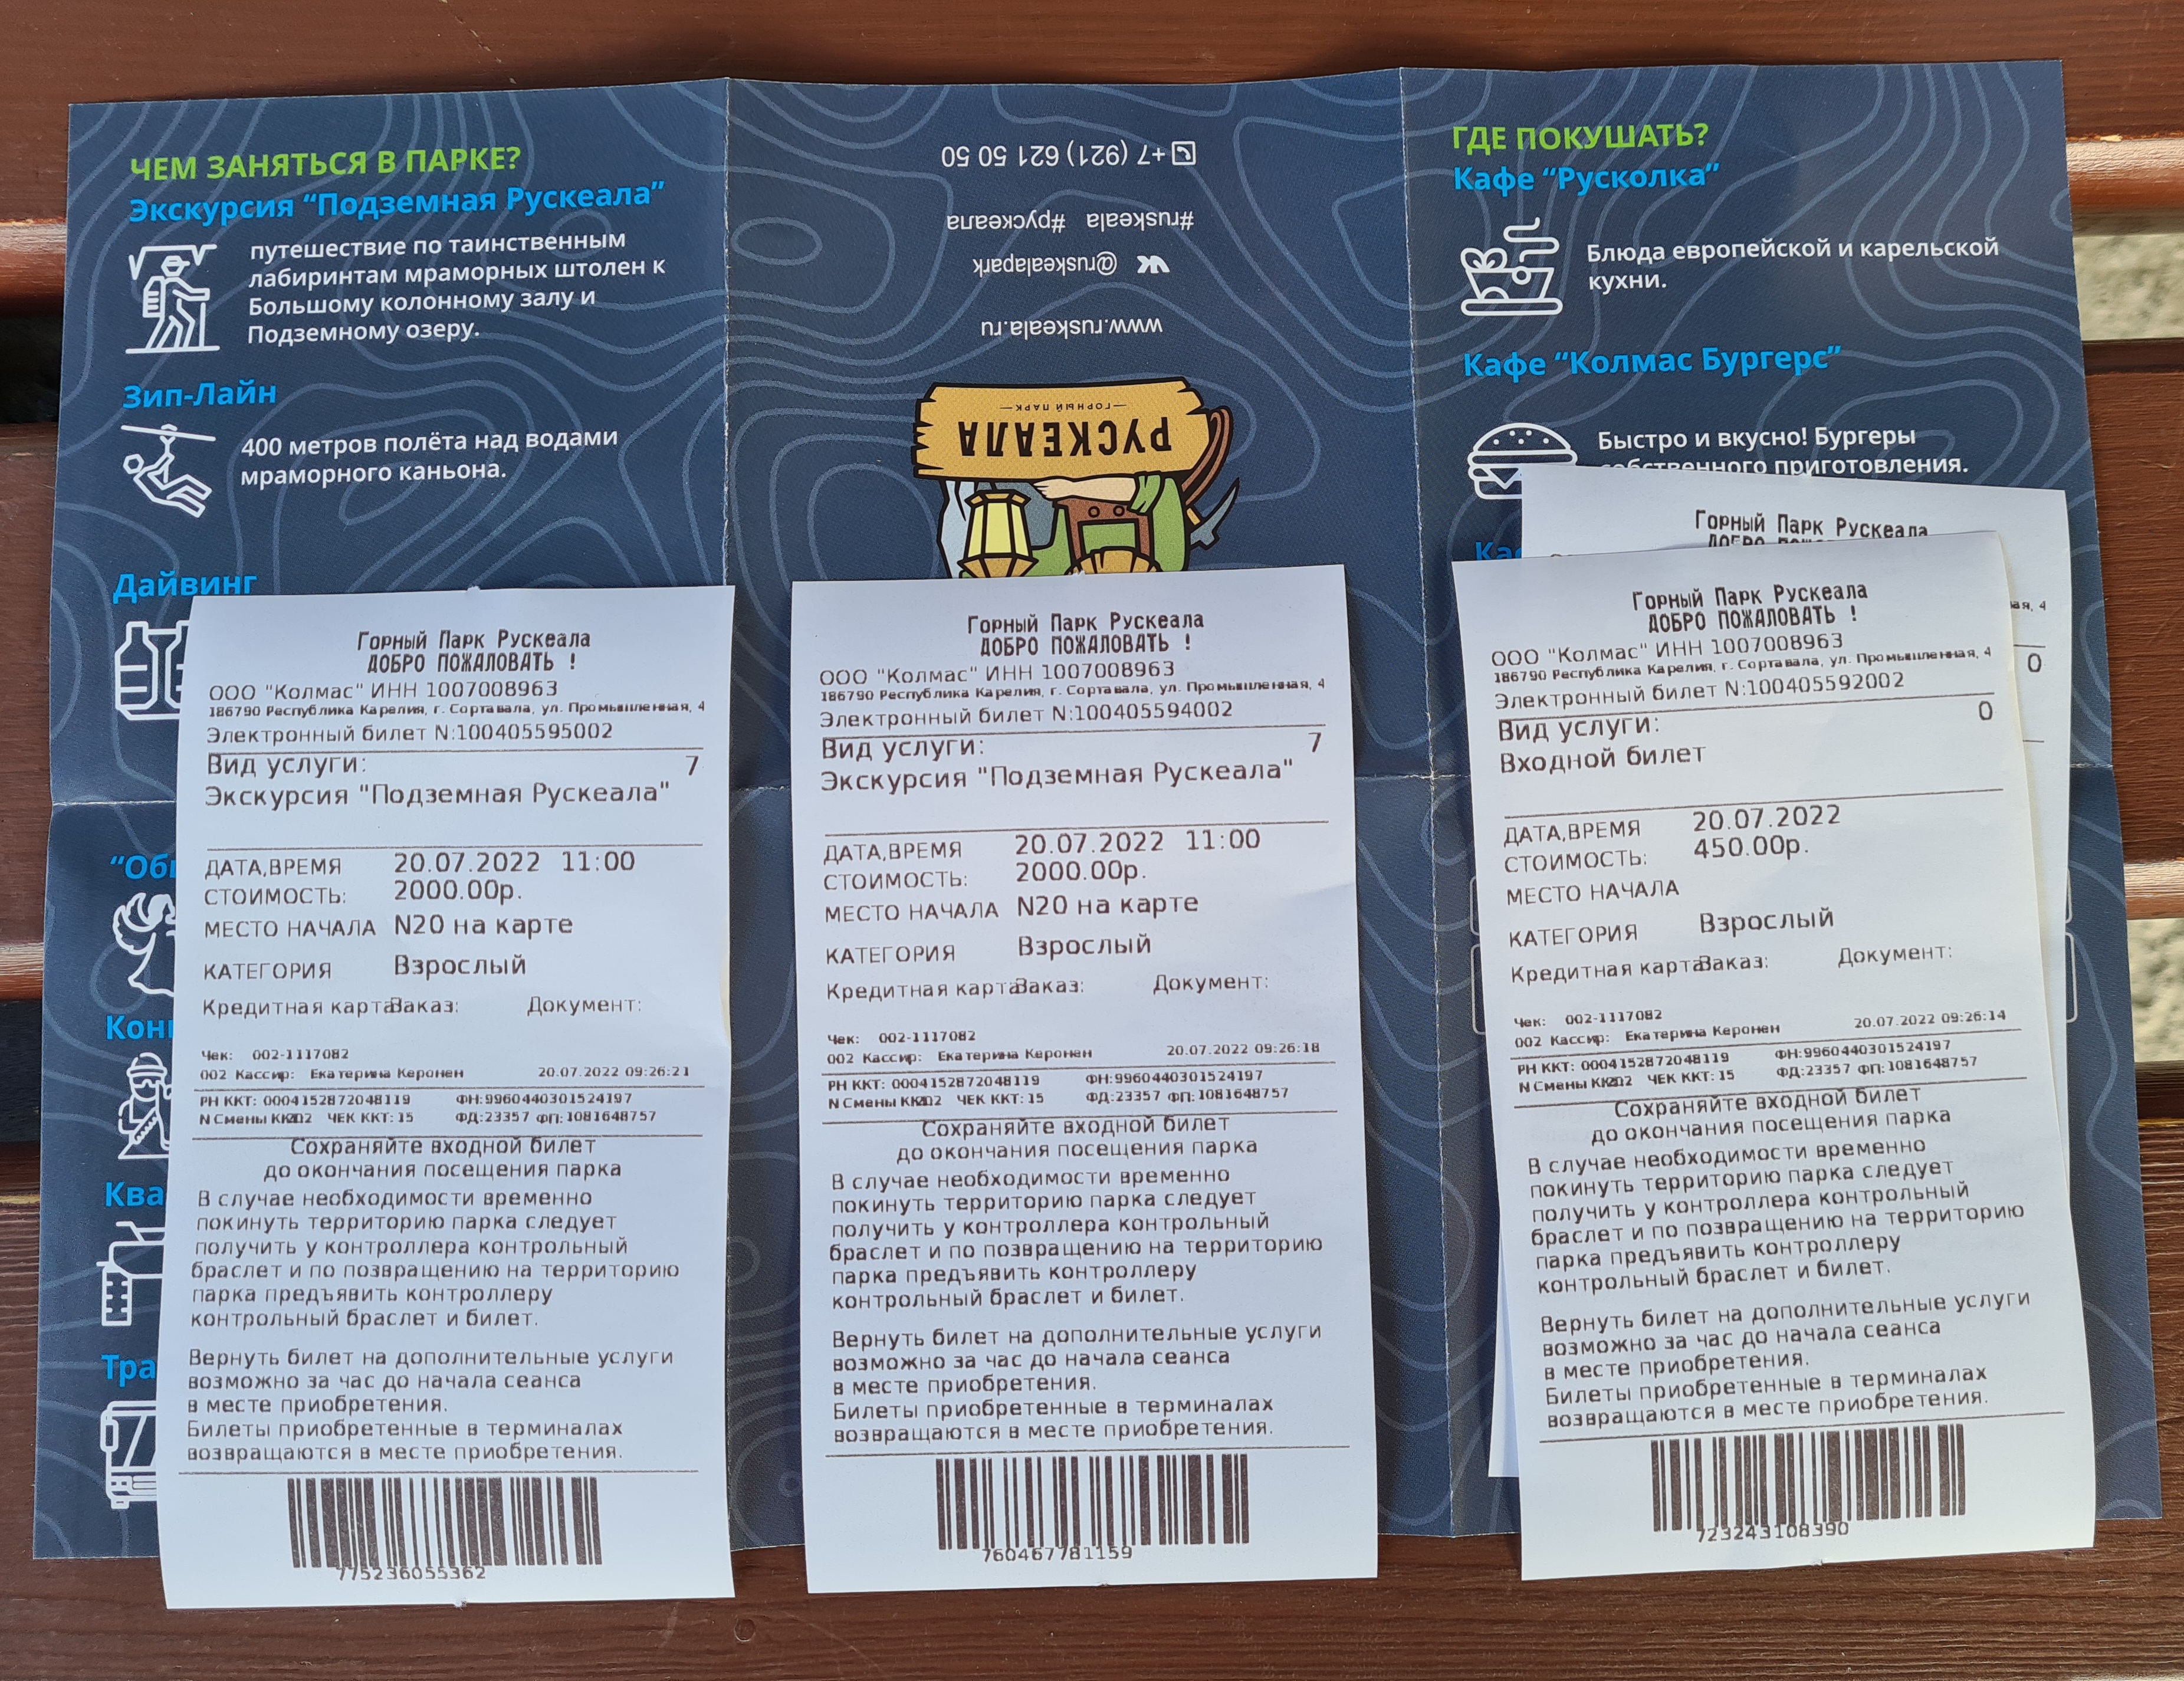 ЧЕМ ЗАНЯТЬСЯ В ПАРКЕ?
Экскурсия “Подземная Рускеала”
путешествие по таинственным
лабиринтам мраморных штолен к
Большому колонному залу и
Подземному озеру.
Зип-Лайн
400 метров полёта над водами
мраморного каньона.
Дайвинг
+7 (921) 621 50 50
#ruskeala #рускеала
@ruskealapark
www.ruskeala.ru
ГОРНЫЙ ПАРК
РУСКЕАЛА
ГДЕ ПОКУШАТЬ?
Кафе “Русколка”
Блюда европейской и карельской
кухни.
Кафе “Колмас Бургерс”
Быстро и вкусно! Бургеры
собственного приготовления.
Горный Парк Рускеала
ДОБРО ПОЖАЛОВАТЬ !
ООО "Колмас" ИНН 1007008963
186790 Республика Карелия, г. Сортавала, ул. Промышленная, 4
Электронный билет N:100405595002
Вид услуги: 7
Экскурсия "Подземная Рускеала"
ДАТА,ВРЕМЯ 20.07.2022 11:00
СТОИМОСТЬ: 2000.00р.
МЕСТО НАЧАЛА N20 на карте
КАТЕГОРИЯ Взрослый
Кредитная карта Заказ: Документ:
Чек: 002-1117082
002 Кассир: Екатерина Керонен 20.07.2022 09:26:21
РН ККТ: 0004152872048119 ФН:9960440301524197
N Смены ЧЕК ККТ: 15 ФД:23357 ФП:1081648757
Сохраняйте входной билет
до окончания посещения парка
В случае необходимости временно
покинуть территорию парка следует
получить у контроллера контрольный
браслет и по позвращению на территорию
парка предъявить контроллеру
контрольный браслет и билет.
Вернуть билет на дополнительные услуги
возможно за час до начала сеанса
в месте приобретения.
Билеты приобретенные в терминалах
возвращаются в месте приобретения.
775236055362
Горный Парк Рускеала
ДОБРО ПОЖАЛОВАТЬ !
ООО "Колмас" ИНН 1007008963
186790 Республика Карелия, г. Сортавала, ул. Промышленная, 4
Электронный билет N:100405594002
Вид услуги: 7
Экскурсия "Подземная Рускеала"
ДАТА,ВРЕМЯ 20.07.2022 11:00
СТОИМОСТЬ: 2000.00р.
МЕСТО НАЧАЛА N20 на карте
КАТЕГОРИЯ Взрослый
Кредитная карта Заказ: Документ:
Чек: 002-1117082
002 Кассир: Екатерина Керонен 20.07.2022 09:26:18
РН ККТ: 0004152872048119 ФН:9960440301524197
N Смены ЧЕК ККТ: 15 ФД:23357 ФП:1081648757
Сохраняйте входной билет
до окончания посещения парка
В случае необходимости временно
покинуть территорию парка следует
получить у контроллера контрольный
браслет и по позвращению на территорию
парка предъявить контроллеру
контрольный браслет и билет.
Вернуть билет на дополнительные услуги
возможно за час до начала сеанса
в месте приобретения.
Билеты приобретенные в терминалах
возвращаются в месте приобретения.
760467781159
Горный Парк Рускеала
0
Горный Парк Рускеала
ДОБРО ПОЖАЛОВАТЬ !
ООО "Колмас" ИНН 1007008963
186790 Республика Карелия, г. Сортавала, ул. Промышленная, 4
Электронный билет N:100405592002
Вид услуги: 0
Входной билет
ДАТА,ВРЕМЯ 20.07.2022
СТОИМОСТЬ: 450.00р.
МЕСТО НАЧАЛА
КАТЕГОРИЯ Взрослый
Кредитная карта Заказ: Документ:
Чек: 002-1117082
002 Кассир: Екатерина Керонен 20.07.2022 09:26:14
РН ККТ: 0004152872048119 ФН:9960440301524197
N Смены ЧЕК ККТ: 15 ФД:23357 ФП:1081648757
Сохраняйте входной билет
до окончания посещения парка
В случае необходимости временно
покинуть территорию парка следует
получить у контроллера контрольный
браслет и по позвращению на территорию
парка предъявить контроллеру
контрольный браслет и билет.
Вернуть билет на дополнительные услуги
возможно за час до начала сеанса
в месте приобретения.
Билеты приобретенные в терминалах
возвращаются в месте приобретения.
723243108390